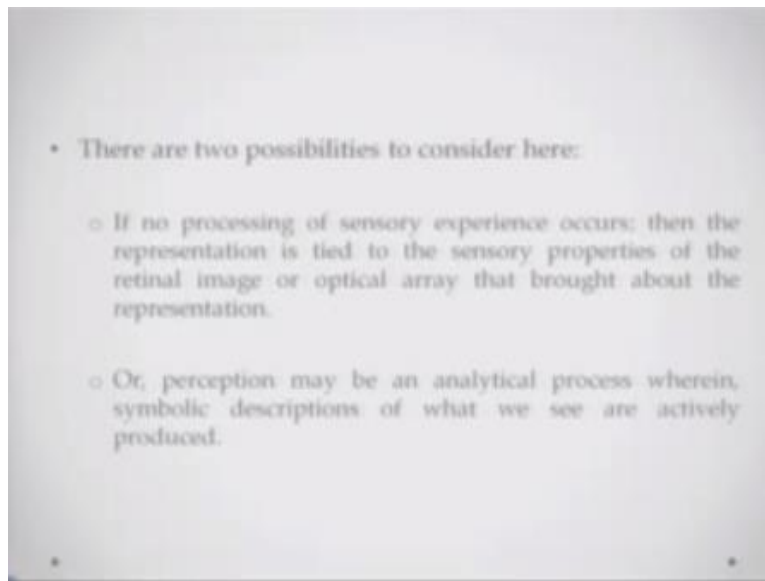 • There are two possibilities to consider here:
o If no processing of sensory experience occurs; then the
representation is tied to the sensory properties of the
retinal image or optical array that brought about the
representation.
o Or, perception may be an analytical process wherein,
symbolic descriptions of what we see are actively
produced.